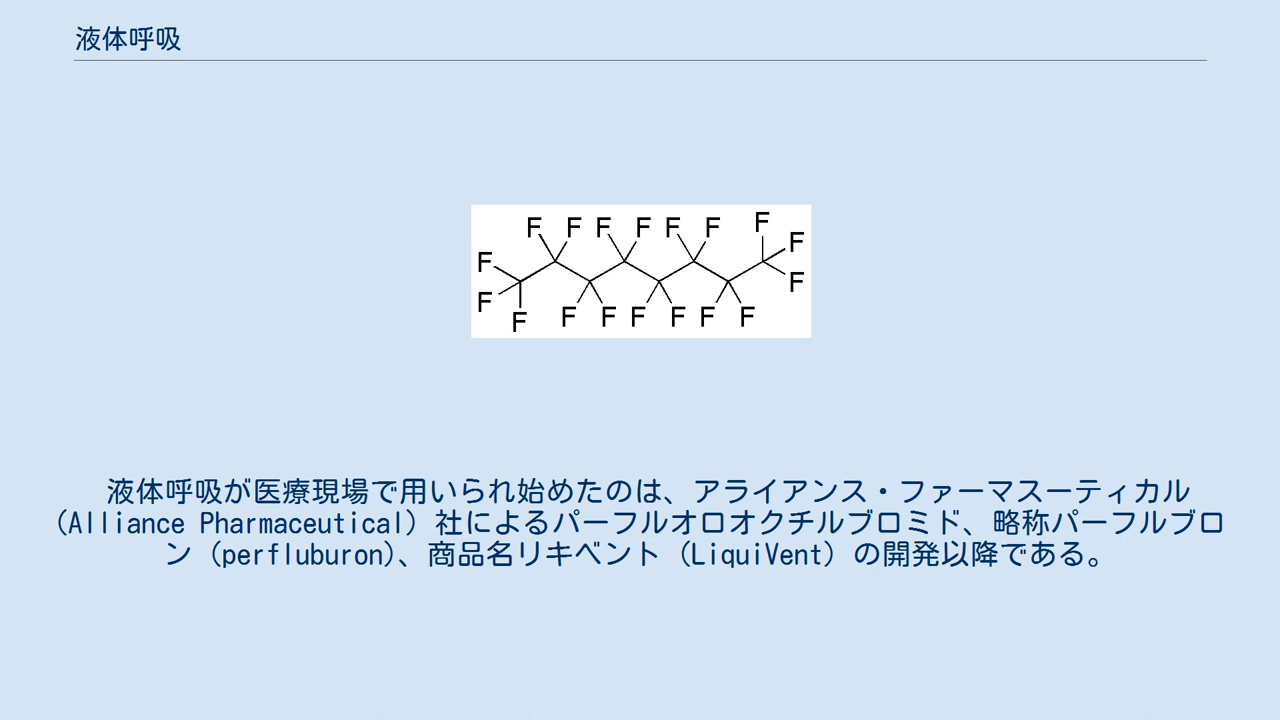 液体呼吸
F F F F F F F
F F
F F
F F F F F F F
液体呼吸が医療現場で用いられ始めたのは、アライアンス・ファーマスーティカル
（Alliance Pharmaceutical）社によるパーフルオロオクチルブロミド、略称パーフルブロ
ン（perfluburon)、商品名リキベント（LiquiVent）の開発以降である。